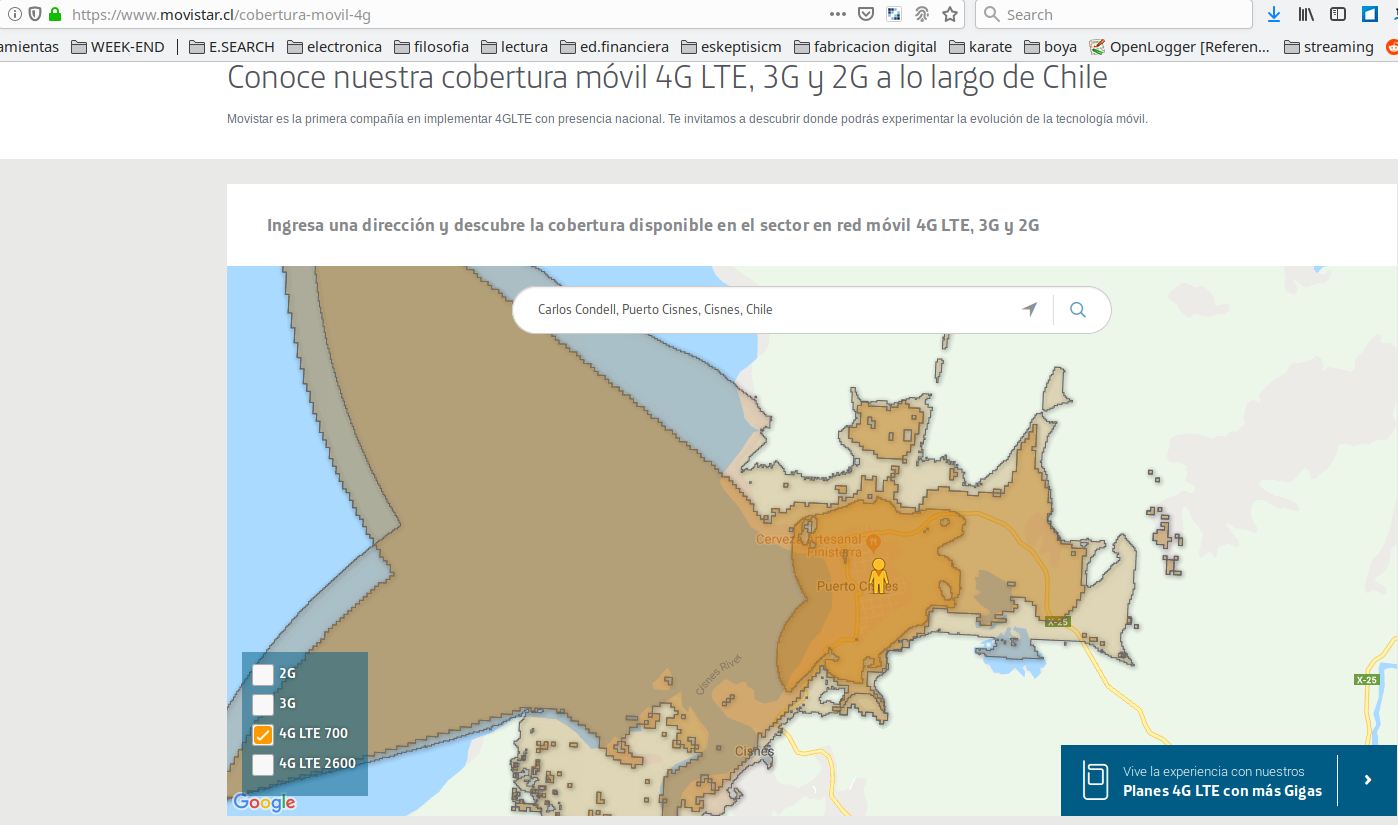 https://www.movistar.cl/cobertura-movil-4g
Search
amientas WEEK-END E.SEARCH electronica filosofia lectura ed.financiera eskeptisicm fabricacion digital karate boya OpenLogger [Referen... streaming
Conoce nuestra cobertura móvil 4G LTE, 3G y 2G a lo largo de Chile
Movistar es la primera compañía en implementar 4GLTE con presencia nacional. Te invitamos a descubrir donde podrás experimentar la evolución de la tecnología móvil.
Ingresa una dirección y descubre la cobertura disponible en el sector en red móvil 4G LTE, 3G y 2G
Carlos Condell, Puerto Cisnes, Cisnes, Chile
Cerveza Artesanal
Finisterra
Puerto Cisnes
X-25
Cisnes River
X-25
2G
3G
4G LTE 700
4G LTE 2600
Cisnes
Google
Vive la experiencia con nuestros
Planes 4G LTE con más Gigas